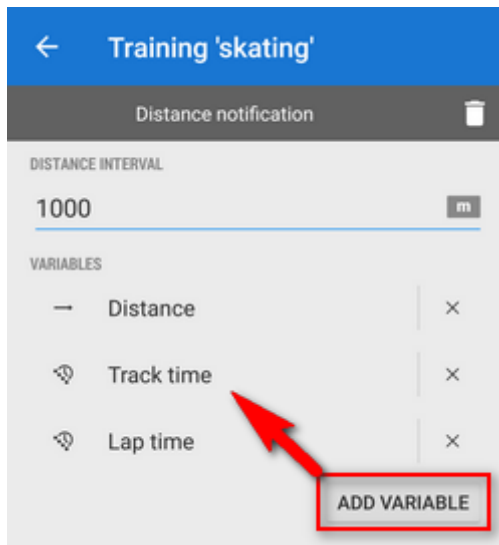 Training 'skating'
Distance notification
DISTANCE INTERVAL
1000 m
VARIABLES
Distance
Track time
Lap time
ADD VARIABLE